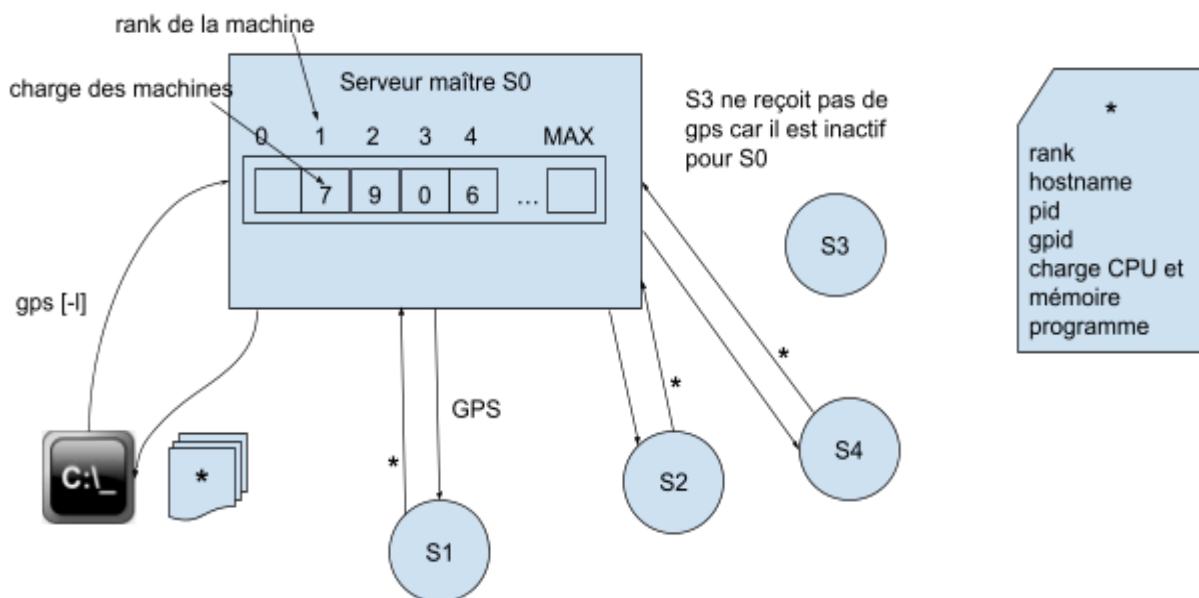 rank de la machine
charge des machines
Serveur maître S0
0 1 2 3 4 MAX
7 9 0 6 ...
S3 ne reçoit pas de
gps car il est inactif
pour S0
S3
*
rank
hostname
pid
gpid
charge CPU et
mémoire
programme
gps [-l]
GPS
*
*
*
C:\_
*
S1
S2
S4